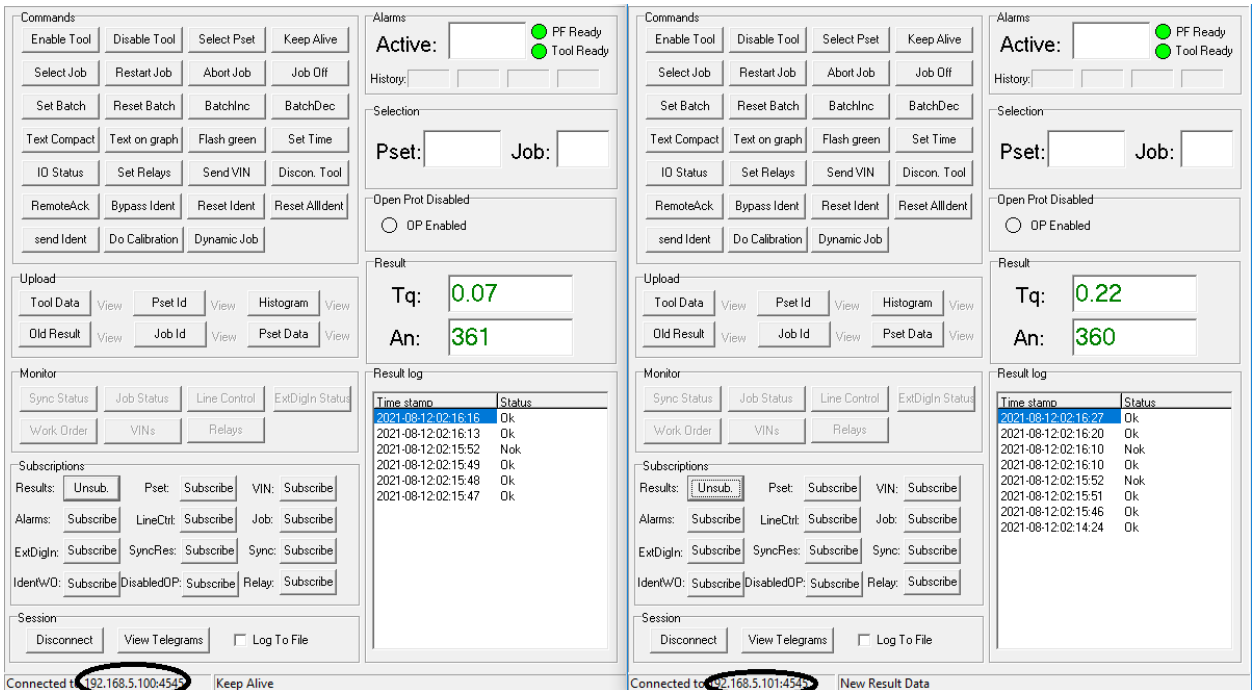 Commands
Enable Tool Disable Tool Select Pset Keep Alive
Select Job Restart Job Abort Job Job Off
Set Batch Reset Batch BatchInc BatchDec
Text Compact Text on graph Flash green Set Time
IO Status Set Relays Send VIN Discon. Tool
RemoteAck Bypass Ident Reset Ident Reset AllIdent
send Ident Do Calibration Dynamic Job
Upload
Tool Data View Pset Id View Histogram View
Old Result View Job Id View Pset Data View
Monitor
Sync Status Job Status Line Control ExtDigIn Status
Work Order VINs Relays
Subscriptions
Results: Unsub. Pset: Subscribe VIN: Subscribe
Alarms: Subscribe LineCtrl: Subscribe Job: Subscribe
ExtDigIn: Subscribe SyncRes: Subscribe Sync: Subscribe
IdentWO: Subscribe DisabledOP: Subscribe Relay: Subscribe
Session
Disconnect View Telegrams Log To File
Alarms
Active: PF Ready
Tool Ready
History:
Selection
Pset: Job:
Open Prot Disabled
OP Enabled
Result
Tq: 0.07
An: 361
Result log
Time stamp Status
2021-08-12:02:16:16 Ok
2021-08-12:02:16:13 Ok
2021-08-12:02:15:52 Nok
2021-08-12:02:15:49 Ok
2021-08-12:02:15:48 Ok
2021-08-12:02:15:47 Ok
Connected to 192.168.5.100:4545 Keep Alive
Commands
Enable Tool Disable Tool Select Pset Keep Alive
Select Job Restart Job Abort Job Job Off
Set Batch Reset Batch BatchInc BatchDec
Text Compact Text on graph Flash green Set Time
IO Status Set Relays Send VIN Discon. Tool
RemoteAck Bypass Ident Reset Ident Reset AllIdent
send Ident Do Calibration Dynamic Job
Upload
Tool Data View Pset Id View Histogram View
Old Result View Job Id View Pset Data View
Monitor
Sync Status Job Status Line Control ExtDigIn Status
Work Order VINs Relays
Subscriptions
Results: Unsub. Pset: Subscribe VIN: Subscribe
Alarms: Subscribe LineCtrl: Subscribe Job: Subscribe
ExtDigIn: Subscribe SyncRes: Subscribe Sync: Subscribe
IdentWO: Subscribe DisabledOP: Subscribe Relay: Subscribe
Session
Disconnect View Telegrams Log To File
Alarms
Active: PF Ready
Tool Ready
History:
Selection
Pset: Job:
Open Prot Disabled
OP Enabled
Result
Tq: 0.22
An: 360
Result log
Time stamp Status
2021-08-12:02:16:27 Ok
2021-08-12:02:16:20 Ok
2021-08-12:02:16:10 Nok
2021-08-12:02:16:10 Ok
2021-08-12:02:15:52 Nok
2021-08-12:02:15:51 Ok
2021-08-12:02:15:46 Ok
2021-08-12:02:14:24 Ok
Connected to 192.168.5.101:4545 New Result Data